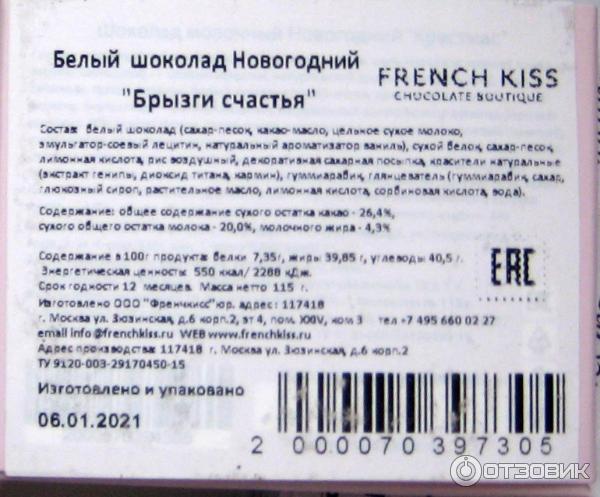 Белый шоколад Новогодний
"Брызги счастья"
FRENCH KISS
CHOCOLATE BOUTIQUE
Состав: белый шоколад (сахар-песок, какао-масло, цельное сухое молоко,
эмульгатор-соевый лецитин, натуральный ароматизатор ваниль), сухой белок, сахар-песок,
лимонная кислота, рис воздушный, декоративная сахарная посыпка, красители натуральные
(экстракт генипы, диоксид титана, кармин), гуммиарабик, глянцеватель (гуммиарабик, сахар,
глюкозный сироп, растительное масло, лимонная кислота, сорбиновая кислота, вода).
Содержание: общее содержание сухого остатка какао - 26,4%,
сухого общего остатка молока - 20,0%, молочного жира - 4,3%
Содержание в 100г продукта: белки 7,35г, жиры 39,85 г, углеводы 40,5 г.
Энергетическая ценность: 550 ккал/ 2288 кДж.
Срок годности 12 месяцев. Масса нетто 115 г.
EAC
Изготовлено ООО "Френчкисс"юр. адрес: 117418
г. Москва ул. Зюзинская, д.6 корп.2, эт 4, пом. XXIV, ком 3 тел +7 495 660 02 27
email info@frenchkiss.ru WEB www.frenchkiss.ru
Адрес производства: 117418 г. Москва ул. Зюзинская, д.6 корп.2
ТУ 9120-003-29170450-15
Изготовлено и упаковано
06.01.2021
2 000070 397305
ОТЗОВИК